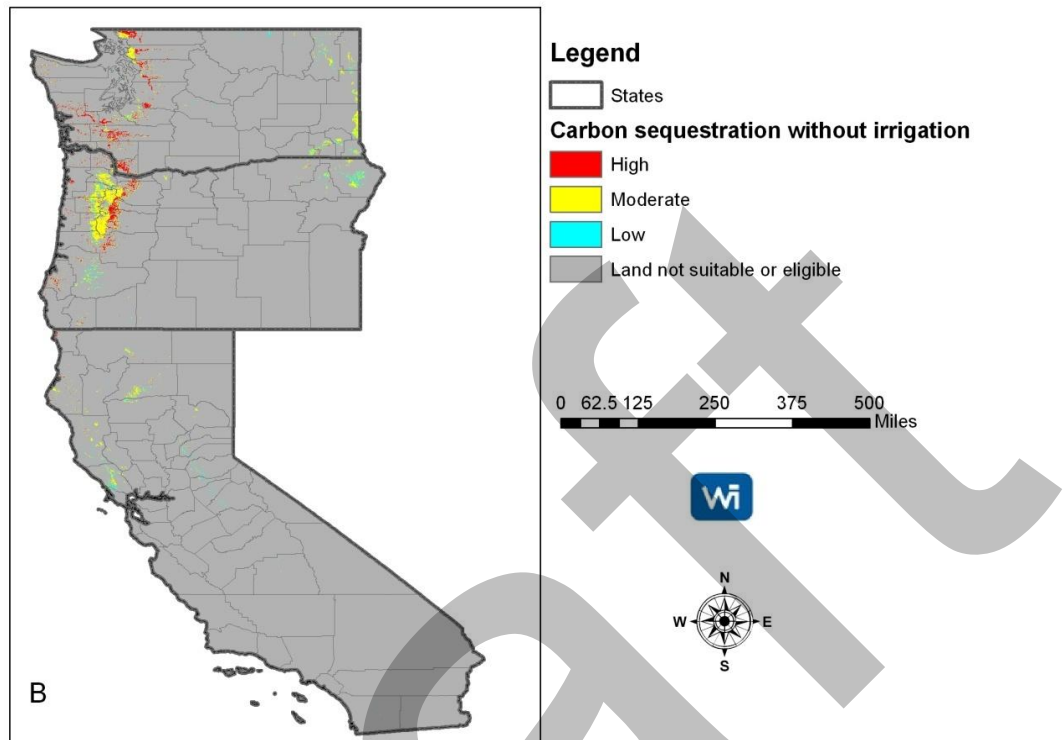 Legend
States
Carbon sequestration without irrigation
High
Moderate
Low
Land not suitable or eligible
0 62.5 125 250 375 500
Miles
Wi
N
W E
S
B